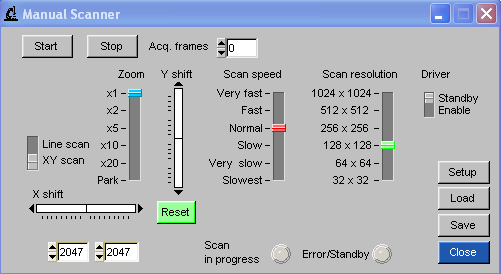 Manual Scanner
Start
Stop
Acq. frames
0
Zoom
x1
x2
x5
x10
x20
Park
Line scan
XY scan
Y shift
X shift
Reset
2047
2047
Scan speed
Very fast
Fast
Normal
Slow
Very slow
Slowest
Scan resolution
1024 x 1024
512 x 512
256 x 256
128 x 128
64 x 64
32 x 32
Driver
Standby
Enable
Scan
in progress
Error/Standby
Setup
Load
Save
Close